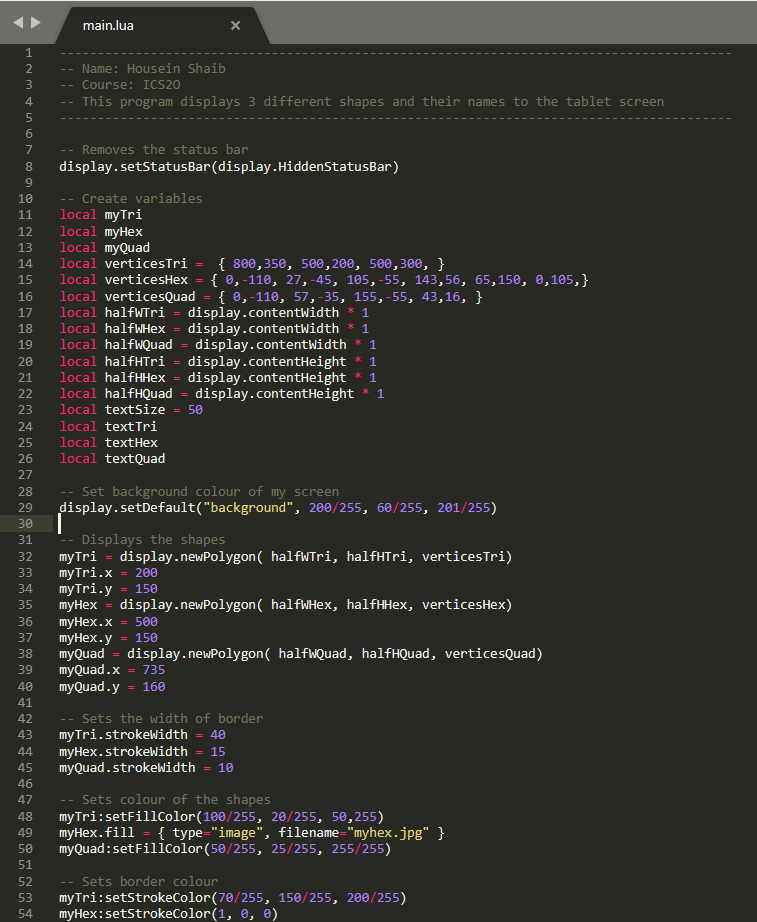 main.lua ×
1 ------------------------------------------------------------------------------------------
2 -- Name: Housein Shaib
3 -- Course: ICS2O
4 -- This program displays 3 different shapes and their names to the tablet screen
5 ------------------------------------------------------------------------------------------
6
7 -- Removes the status bar
8 display.setStatusBar(display.HiddenStatusBar)
9
10 -- Create variables
11 local myTri
12 local myHex
13 local myQuad
14 local verticesTri =  { 800,350, 500,200, 500,300, }
15 local verticesHex = { 0,-110, 27,-45, 105,-55, 143,56, 65,150, 0,105,}
16 local verticesQuad = { 0,-110, 57,-35, 155,-55, 43,16, }
17 local halfWTri = display.contentWidth * 1
18 local halfWHex = display.contentWidth * 1
19 local halfWQuad = display.contentWidth * 1
20 local halfHTri = display.contentHeight * 1
21 local halfHHex = display.contentHeight * 1
22 local halfHQuad = display.contentHeight * 1
23 local textSize = 50
24 local textTri
25 local textHex
26 local textQuad
27
28 -- Set background colour of my screen
29 display.setDefault("background", 200/255, 60/255, 201/255)
30
31 -- Displays the shapes
32 myTri = display.newPolygon( halfWTri, halfHTri, verticesTri)
33 myTri.x = 200
34 myTri.y = 150
35 myHex = display.newPolygon( halfWHex, halfHHex, verticesHex)
36 myHex.x = 500
37 myHex.y = 150
38 myQuad = display.newPolygon( halfWQuad, halfHQuad, verticesQuad)
39 myQuad.x = 735
40 myQuad.y = 160
41
42 -- Sets the width of border
43 myTri.strokeWidth = 40
44 myHex.strokeWidth = 15
45 myQuad.strokeWidth = 10
46
47 -- Sets colour of the shapes
48 myTri:setFillColor(100/255, 20/255, 50,255)
49 myHex.fill = { type="image", filename="myhex.jpg" }
50 myQuad:setFillColor(50/255, 25/255, 255/255)
51
52 -- Sets border colour
53 myTri:setStrokeColor(70/255, 150/255, 200/255)
54 myHex:setStrokeColor(1, 0, 0)